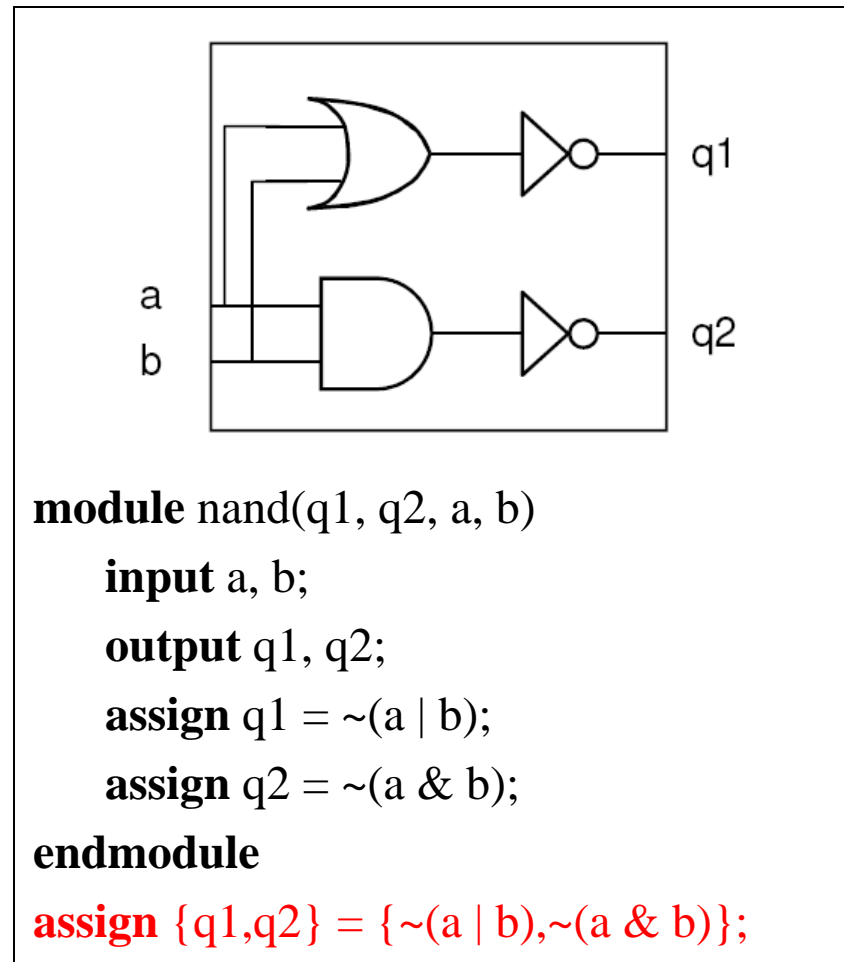 q1
a
b
q2
module nand(q1, q2, a, b)
input a, b;
output q1, q2;
assign q1 = ~(a | b);
assign q2 = ~(a & b);
endmodule
assign {q1,q2} = {~(a | b),~(a & b)};